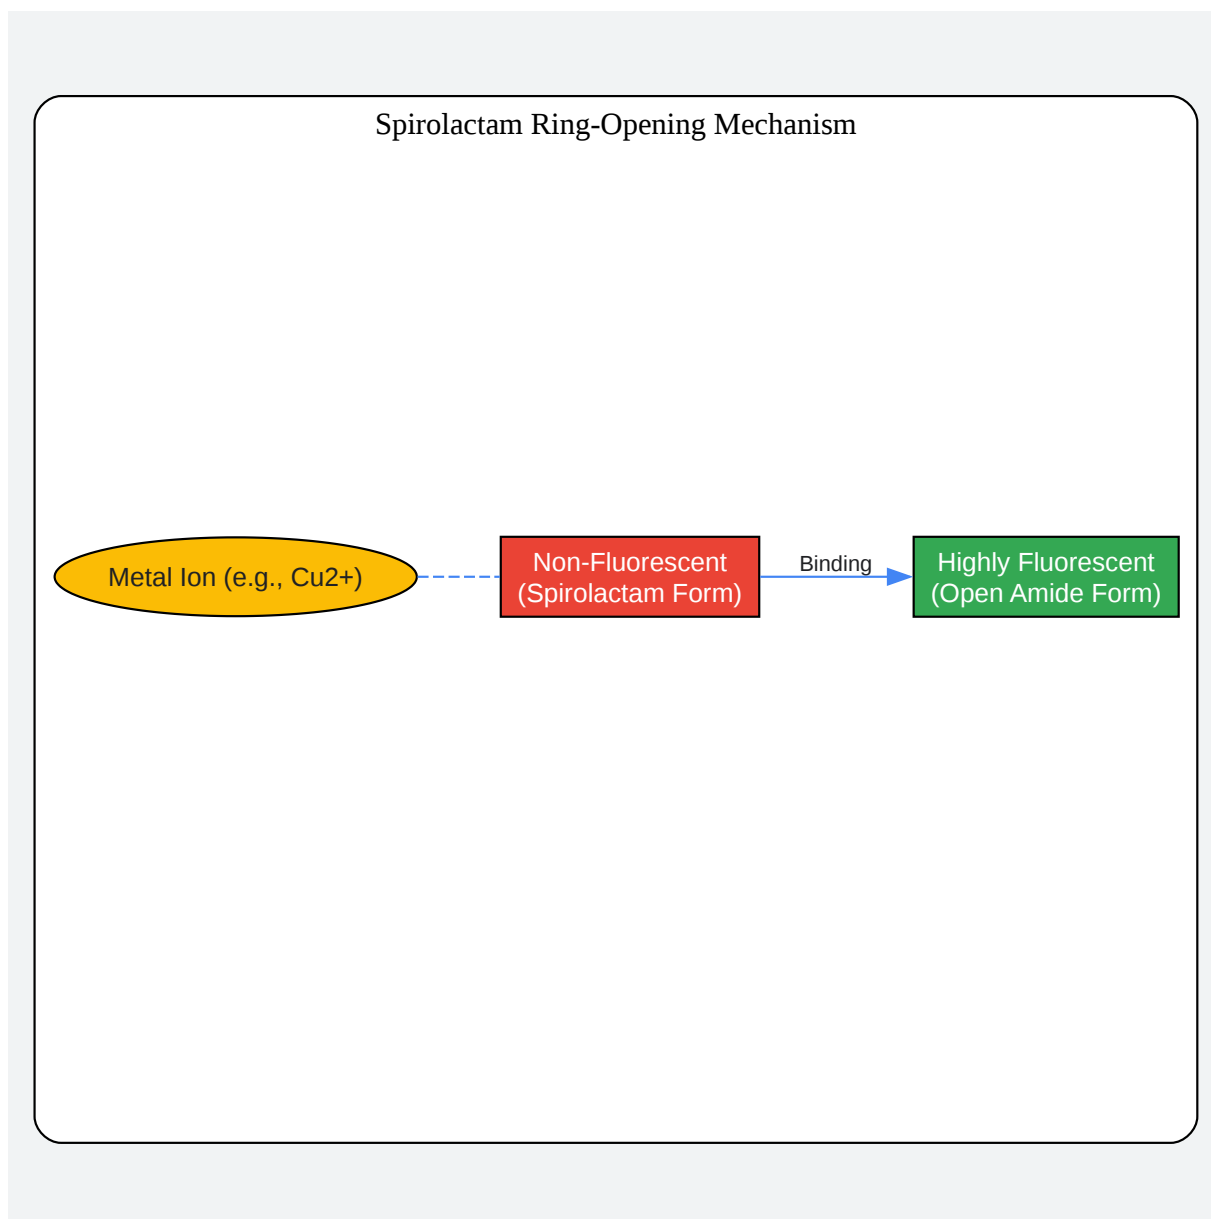 Spirolactam Ring-Opening Mechanism
Metal Ion (e.g., Cu2+)
Non-Fluorescent
(Spirolactam Form)
Binding
Highly Fluorescent
(Open Amide Form)